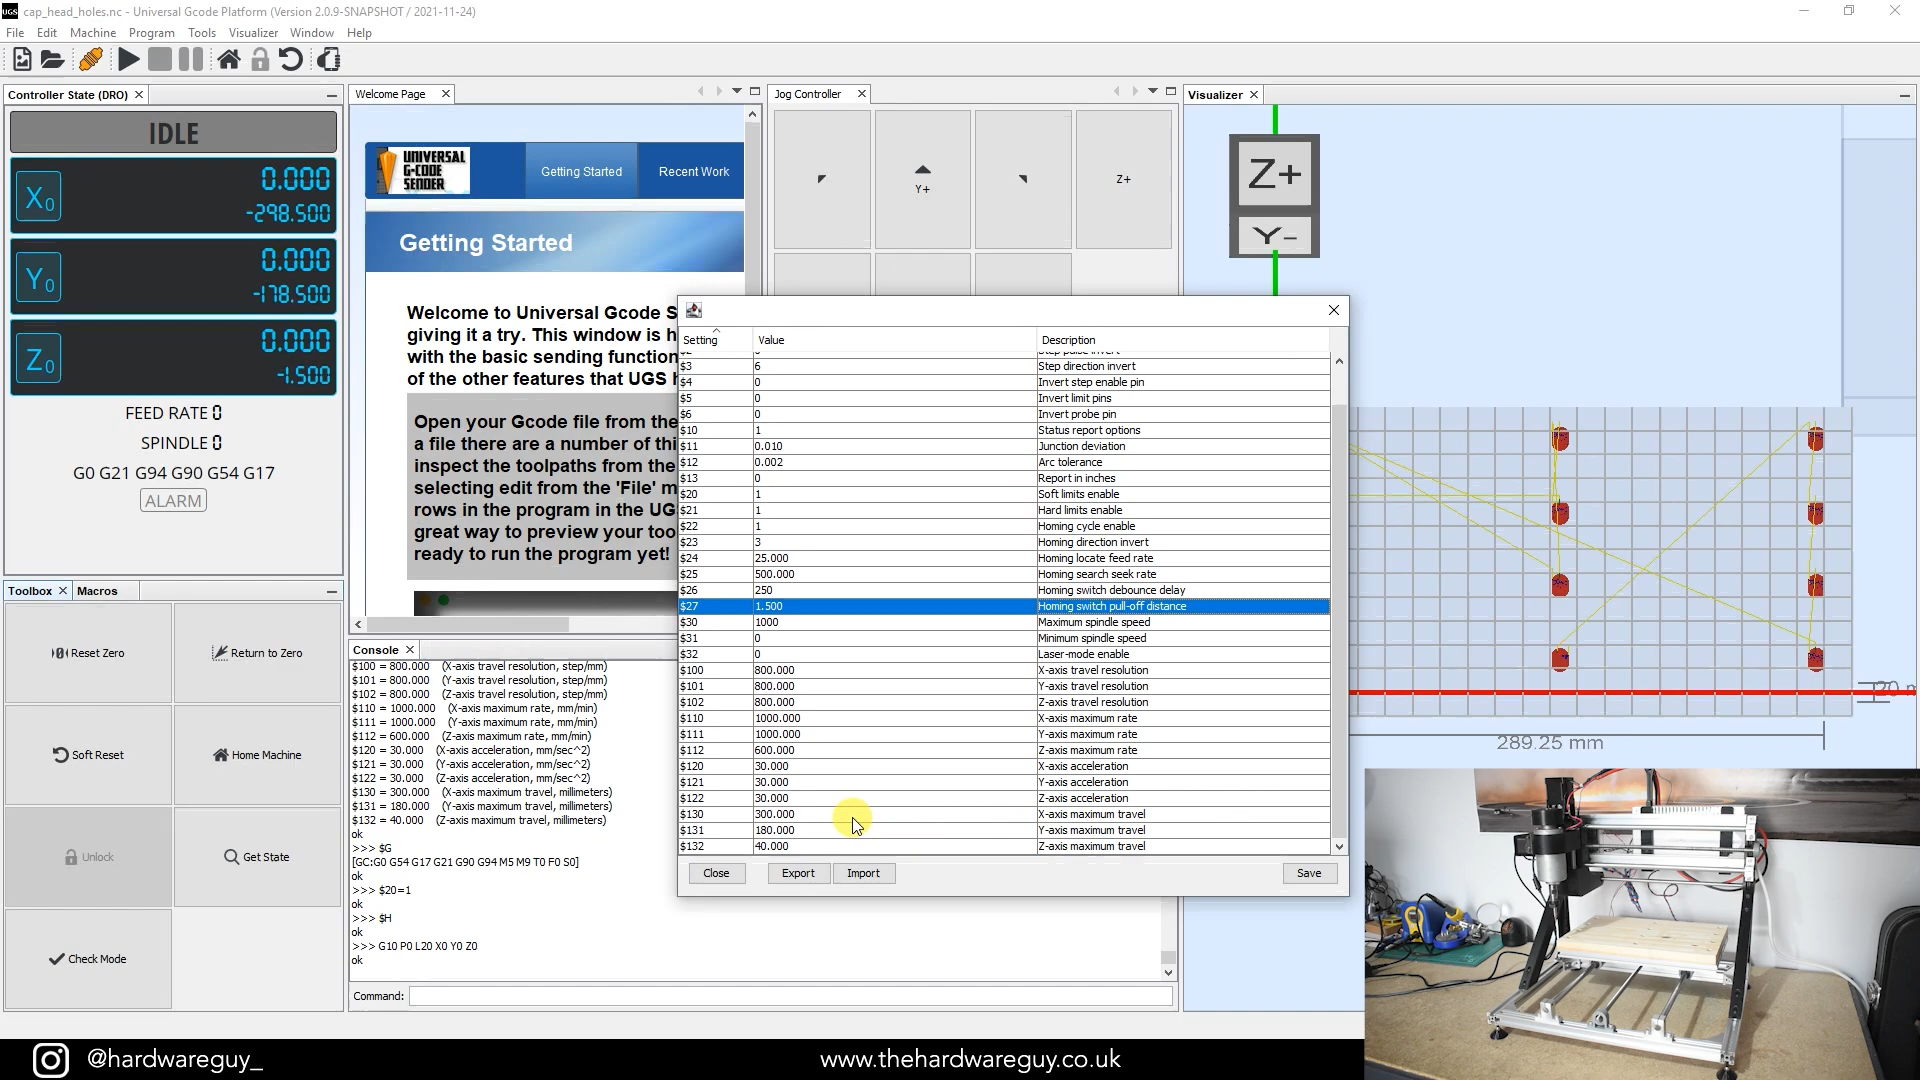 UGS cap_head_holes.nc - Universal Gcode Platform (Version 2.0.9-SNAPSHOT / 2021-11-24)
File Edit Machine Program Tools Visualizer Window Help
Controller State (DRO)
IDLE
X0 0.000
-298.500
Y0 0.000
-178.500
Z0 0.000
-1.500
FEED RATE 0
SPINDLE 0
G0 G21 G94 G90 G54 G17
ALARM
Toolbox Macros
Reset Zero
Return to Zero
Soft Reset
Home Machine
Unlock
Get State
Check Mode
Welcome Page
UNIVERSAL
G-CODE
SENDER
Getting Started
Recent Work
Getting Started
Welcome to Universal Gcode S
giving it a try. This window is h
with the basic sending function
of the other features that UGS
Open your Gcode file from the
a file there are a number of thi
inspect the toolpaths from the
selecting edit from the 'File' m
rows in the program in the UG
great way to preview your too
ready to run the program yet!
Console
$100 = 800.000 (X-axis travel resolution, step/mm)
$101 = 800.000 (Y-axis travel resolution, step/mm)
$102 = 800.000 (Z-axis travel resolution, step/mm)
$110 = 1000.000 (X-axis maximum rate, mm/min)
$111 = 1000.000 (Y-axis maximum rate, mm/min)
$112 = 600.000 (Z-axis maximum rate, mm/min)
$120 = 30.000 (X-axis acceleration, mm/sec^2)
$121 = 30.000 (Y-axis acceleration, mm/sec^2)
$122 = 30.000 (Z-axis acceleration, mm/sec^2)
$130 = 300.000 (X-axis maximum travel, millimeters)
$131 = 180.000 (Y-axis maximum travel, millimeters)
$132 = 40.000 (Z-axis maximum travel, millimeters)
ok
>>> $G
[GC:G0 G54 G17 G21 G90 G94 M5 M9 T0 F0 S0]
ok
>>> $20=1
ok
>>> $H
ok
>>> G10 P0 L20 X0 Y0 Z0
ok
Command:
Jog Controller
Y+
Z+
Setting Value Description
$2 0 Step pulse invert
$3 6 Step direction invert
$4 0 Invert step enable pin
$5 0 Invert limit pins
$6 0 Invert probe pin
$10 1 Status report options
$11 0.010 Junction deviation
$12 0.002 Arc tolerance
$13 0 Report in inches
$20 1 Soft limits enable
$21 1 Hard limits enable
$22 1 Homing cycle enable
$23 3 Homing direction invert
$24 25.000 Homing locate feed rate
$25 500.000 Homing search seek rate
$26 250 Homing switch debounce delay
$27 1.500 Homing switch pull-off distance
$30 1000 Maximum spindle speed
$31 0 Minimum spindle speed
$32 0 Laser-mode enable
$100 800.000 X-axis travel resolution
$101 800.000 Y-axis travel resolution
$102 800.000 Z-axis travel resolution
$110 1000.000 X-axis maximum rate
$111 1000.000 Y-axis maximum rate
$112 600.000 Z-axis maximum rate
$120 30.000 X-axis acceleration
$121 30.000 Y-axis acceleration
$122 30.000 Z-axis acceleration
$130 300.000 X-axis maximum travel
$131 180.000 Y-axis maximum travel
$132 40.000 Z-axis maximum travel
Close Export Import Save
Visualizer
Z+
Y-
20 m
289.25 mm
@hardwareguy_
www.thehardwareguy.co.uk